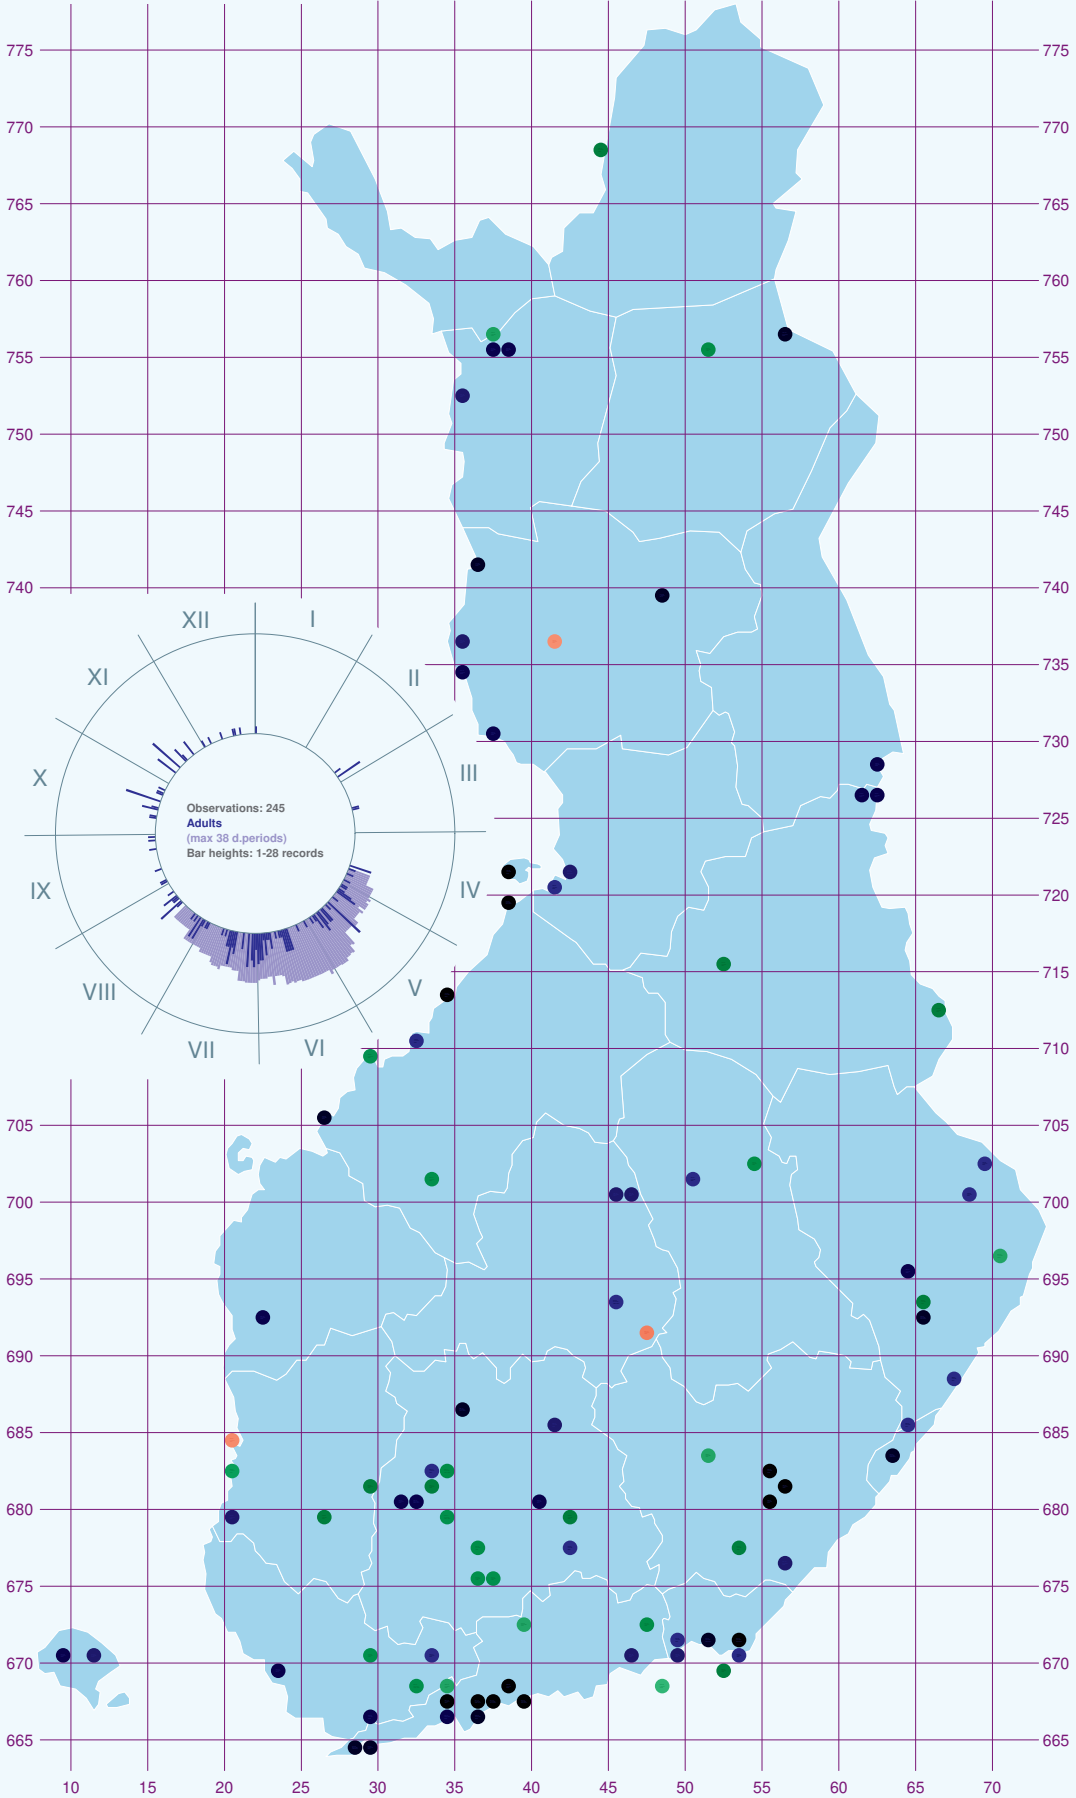 775 775
770 770
765 765
760 760
755 755
750 750
745 745
740 740
XII I
XI II
735
730 730
X III
725
Observations: 245
Adults
(max 38 d.periods)
Bar heights: 1-28 records
IX IV 720
715
VIII V
VII VI
710
705 705
700 700
695 695
690 690
685 685
680 680
675 675
670 670
665 665
10 15 20 25 30 35 40 45 50 55 60 65 70